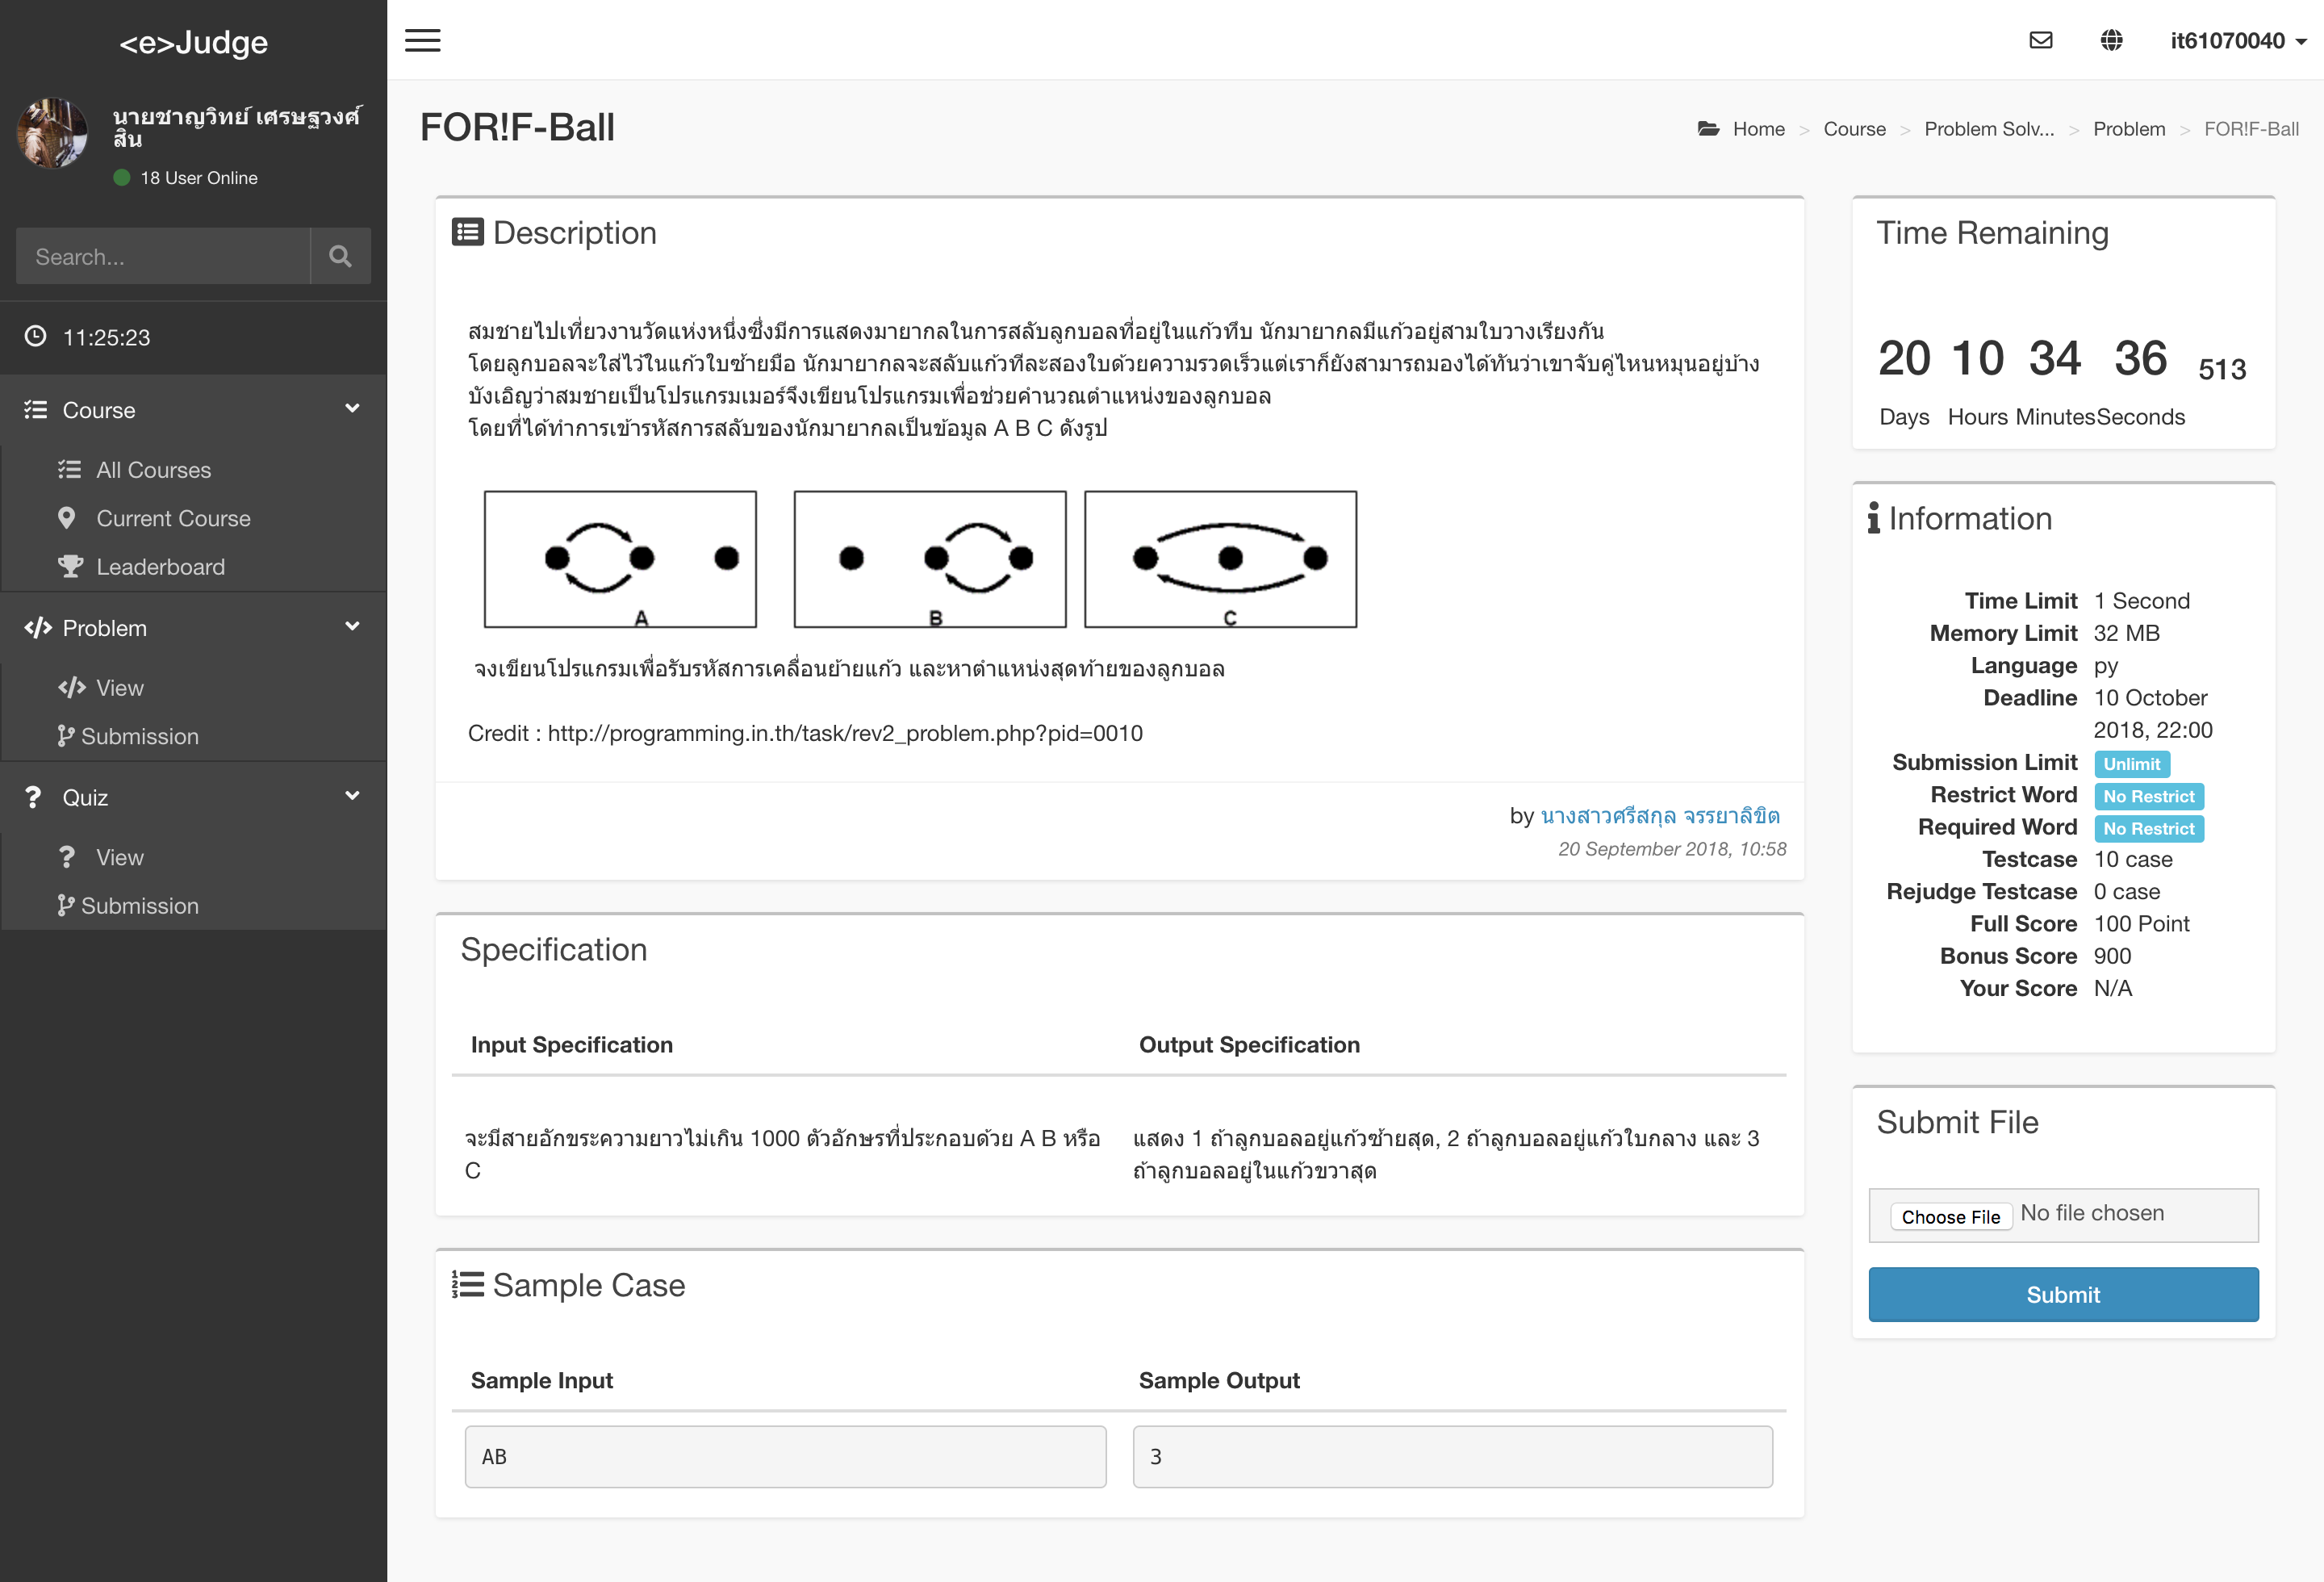 <e>Judge
นายชาญวิทย์ เศรษฐวงศ์
สิน
18 User Online
Search...
11:25:23
Course
All Courses
Current Course
Leaderboard
Problem
View
Submission
Quiz
View
Submission
it61070040
FOR!F-Ball
Home > Course > Problem Solv... > Problem > FOR!F-Ball
Description
สมชายไปเที่ยวงานวัดแห่งหนึ่งซึ่งมีการแสดงมายากลในการสลับลูกบอลที่อยู่ในแก้วทึบ นักมายากลมีแก้วอยู่สามใบวางเรียงกัน
โดยลูกบอลจะใส่ไว้ในแก้วใบซ้ายมือ นักมายากลจะสลับแก้วทีละสองใบด้วยความรวดเร็วแต่เราก็ยังสามารถมองได้ทันว่าเขาจับคู่ไหนหมุนอยู่บ้าง
บังเอิญว่าสมชายเป็นโปรแกรมเมอร์จึงเขียนโปรแกรมเพื่อช่วยคำนวณตำแหน่งของลูกบอล
โดยที่ได้ทำการเข้ารหัสการสลับของนักมายากลเป็นข้อมูล A B C ดังรูป
A B C
จงเขียนโปรแกรมเพื่อรับรหัสการเคลื่อนย้ายแก้ว และหาตำแหน่งสุดท้ายของลูกบอล
Credit : http://programming.in.th/task/rev2_problem.php?pid=0010
by นางสาวศรีสกุล จรรยาลิขิต
20 September 2018, 10:58
Specification
Input Specification
Output Specification
จะมีสายอักขระความยาวไม่เกิน 1000 ตัวอักษรที่ประกอบด้วย A B หรือ
C
แสดง 1 ถ้าลูกบอลอยู่แก้วซ้ายสุด, 2 ถ้าลูกบอลอยู่แก้วใบกลาง และ 3
ถ้าลูกบอลอยู่ในแก้วขวาสุด
Sample Case
Sample Input
Sample Output
AB
3
Time Remaining
20 10 34 36 513
Days Hours Minutes Seconds
Information
Time Limit 1 Second
Memory Limit 32 MB
Language py
Deadline 10 October
2018, 22:00
Submission Limit Unlimit
Restrict Word No Restrict
Required Word No Restrict
Testcase 10 case
Rejudge Testcase 0 case
Full Score 100 Point
Bonus Score 900
Your Score N/A
Submit File
Choose File No file chosen
Submit